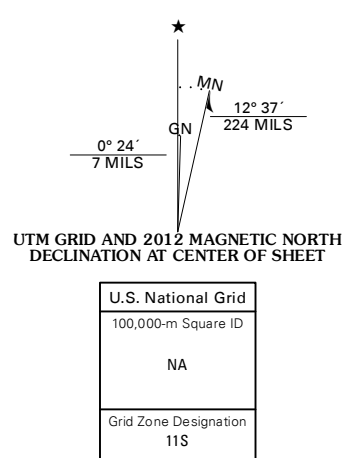 ★
MN
12° 37´
224 MILS
GN
0° 24´
7 MILS
UTM GRID AND 2012 MAGNETIC NORTH
DECLINATION AT CENTER OF SHEET
U.S. National Grid
100,000-m Square ID
NA
Grid Zone Designation
11S